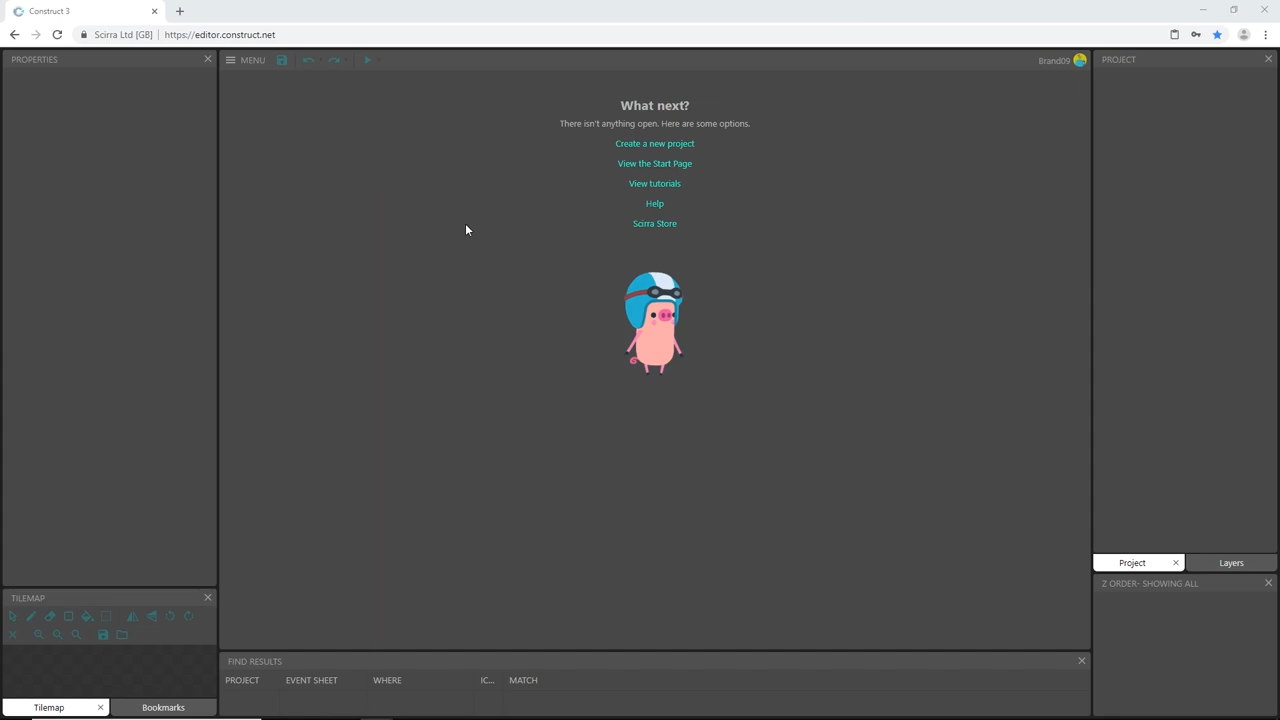 Construct 3
Scirra Ltd [GB] | https://editor.construct.net
PROPERTIES
MENU
Brand09
PROJECT
What next?
There isn't anything open. Here are some options.
Create a new project
View the Start Page
View tutorials
Help
Scirra Store
Project
Layers
Z ORDER- SHOWING ALL
TILEMAP
Tilemap
Bookmarks
FIND RESULTS
PROJECT EVENT SHEET WHERE IC... MATCH